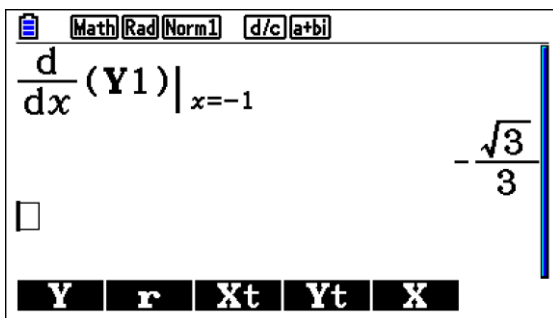 Math Rad Norm1 d/c a+bi
d/dx (Y1)|x=-1
-√3/3
Y r Xt Yt X